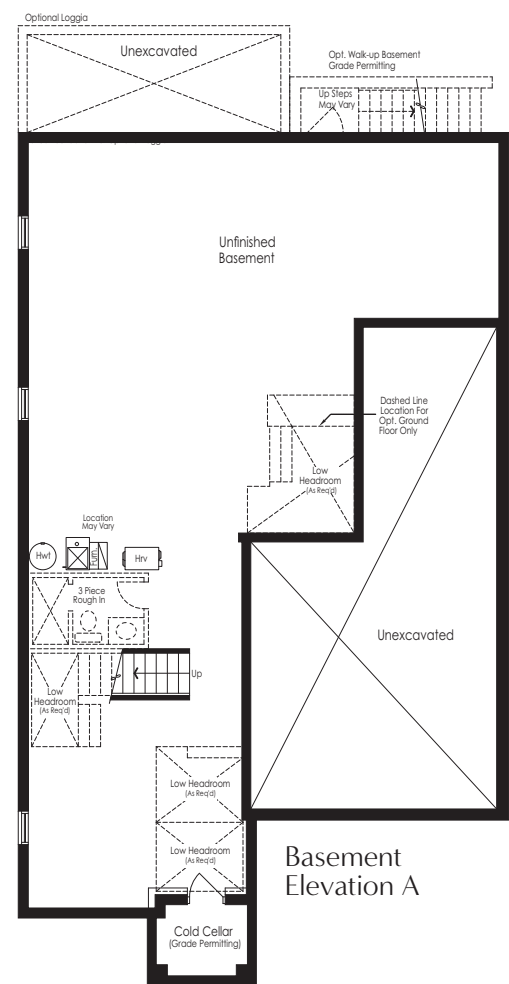 Optional Loggia
Unexcavated
Opt. Walk-up Basement
Grade Permitting
Up Steps
May Vary
Unfinished
Basement
Dashed Line
Location For
Opt. Ground
Floor Only
Low
Headroom
(As Req'd)
Location
May Vary
Hwt
Furn.
Hrv
3 Piece
Rough In
Unexcavated
Up
Low
Headroom
(As Req'd)
Low Headroom
(As Req'd)
Low Headroom
(As Req'd)
Basement
Elevation A
Cold Cellar
(Grade Permitting)